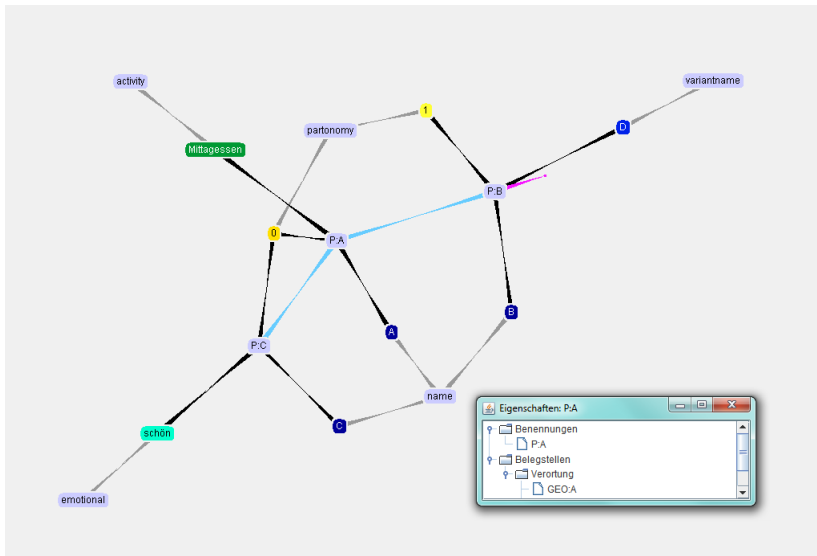 activity
variantname
1
D
partonomy
Mittagessen
P:B
0
P:A
B
A
P:C
name
C
schön
emotional
Eigenschaften: P:A
Benennungen
P:A
Belegstellen
Verortung
GEO:A